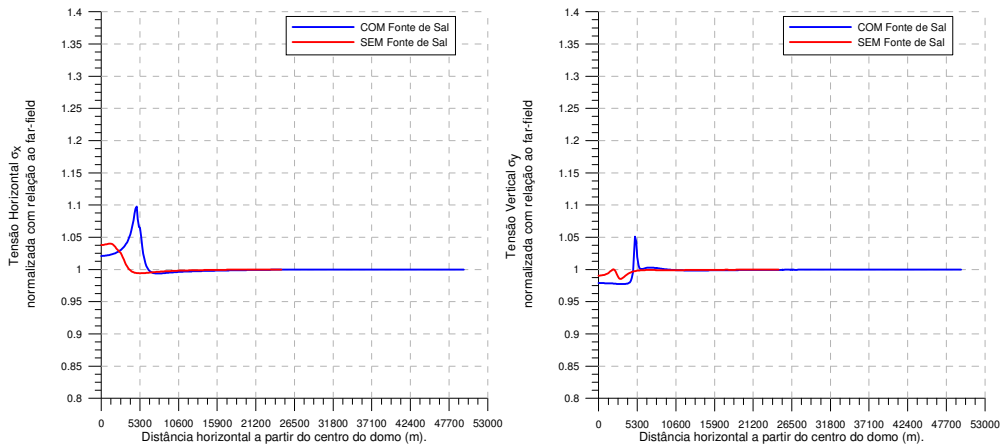 COM Fonte de Sal
SEM Fonte de Sal
Tensão Horizontal σx
normalizada com relação ao far-field
1.4
1.35
1.3
1.25
1.2
1.15
1.1
1.05
1
0.95
0.9
0.85
0.8
0 5300 10600 15900 21200 26500 31800 37100 42400 47700 53000
Distância horizontal a partir do centro do domo (m).
COM Fonte de Sal
SEM Fonte de Sal
Tensão Vertical σy
normalizada com relação ao far-field
1.4
1.35
1.3
1.25
1.2
1.15
1.1
1.05
1
0.95
0.9
0.85
0.8
0 5300 10600 15900 21200 26500 31800 37100 42400 47700 53000
Distância horizontal a partir do centro do domo (m).